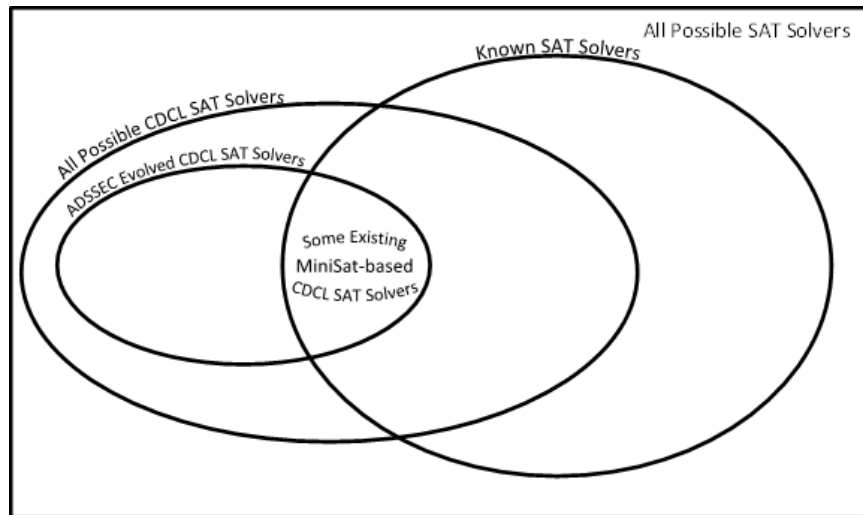 All Possible SAT Solvers
Known SAT Solvers
All Possible CDCL SAT Solvers
ADSSEC Evolved CDCL SAT Solvers
Some Existing
MiniSat-based
CDCL SAT Solvers